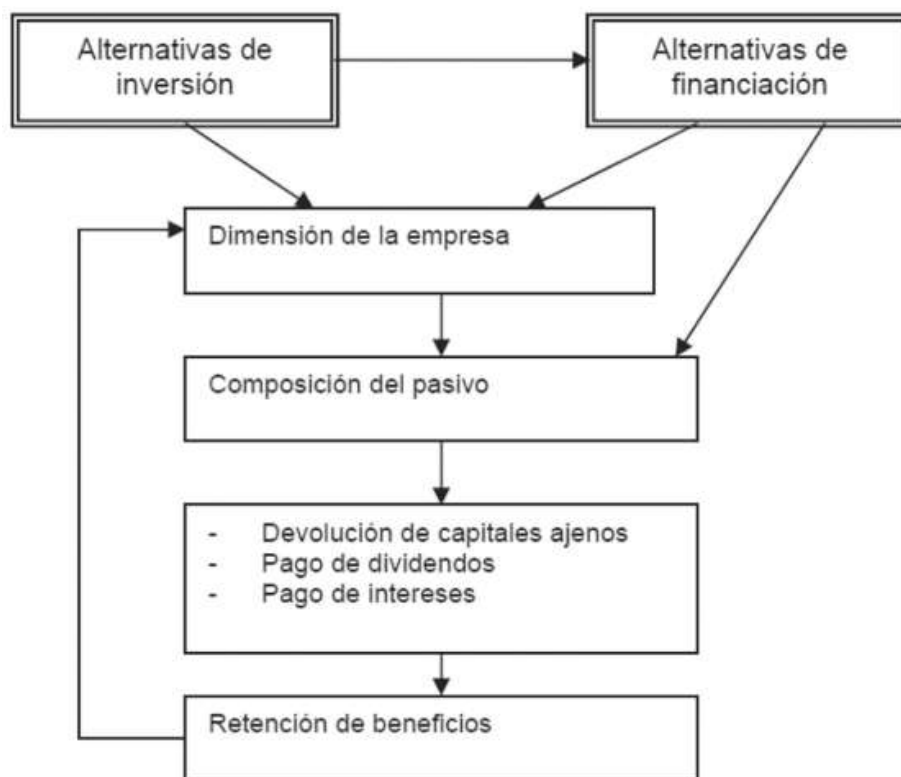 Alternativas de
inversión
Alternativas de
financiación
Dimensión de la empresa
Composición del pasivo
- Devolución de capitales ajenos
- Pago de dividendos
- Pago de intereses
Retención de beneficios